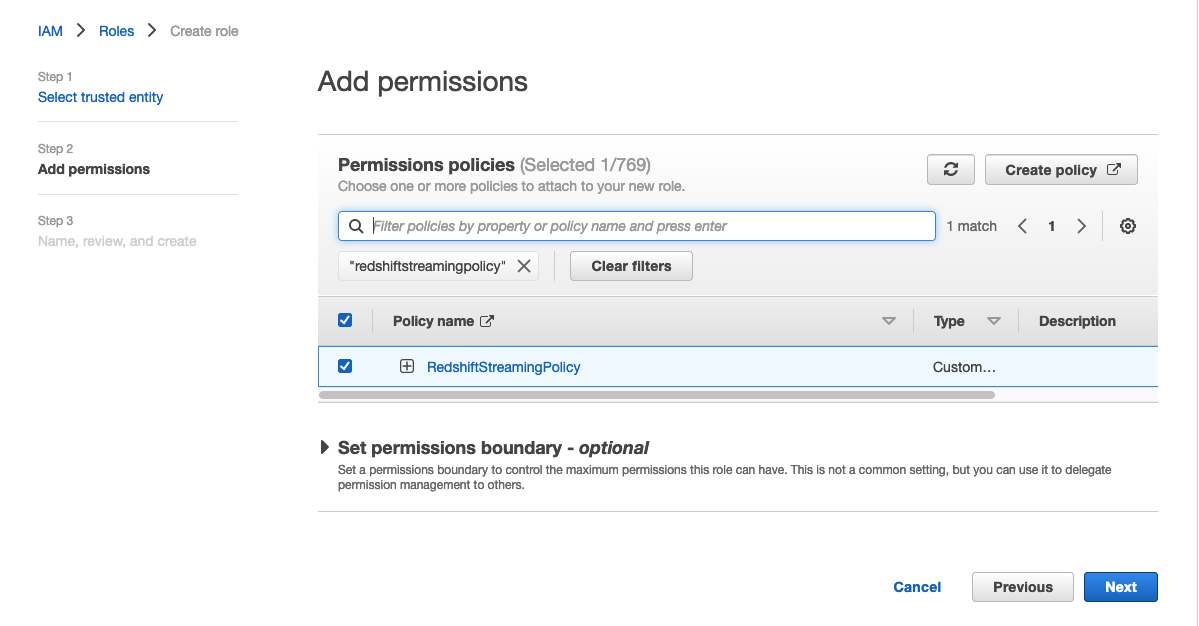 IAM Roles Create role
Step 1
Select trusted entity
Step 2
Add permissions
Step 3
Name, review, and create
Add permissions
Permissions policies (Selected 1/769)
Choose one or more policies to attach to your new role.
Create policy
Filter policies by property or policy name and press enter
1 match
1
"redshiftstreamingpolicy"
Clear filters
Policy name Type Description
RedshiftStreamingPolicy Custom...
Set permissions boundary - optional
Set a permissions boundary to control the maximum permissions this role can have. This is not a common setting, but you can use it to delegate
permission management to others.
Cancel Previous Next